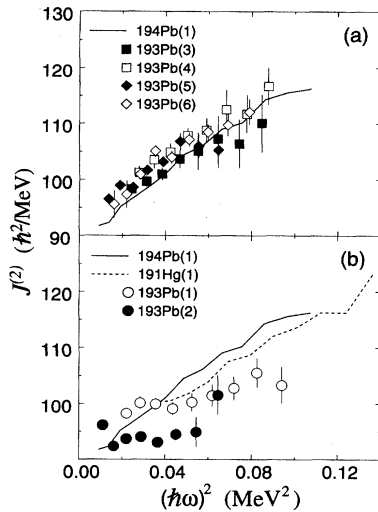 194Pb(1)
193Pb(3)
193Pb(4)
193Pb(5)
193Pb(6)
(a)
120
110
100
90
J(2) (ℏ2/MeV)
194Pb(1)
191Hg(1)
193Pb(1)
193Pb(2)
(b)
110
100
0.00 0.04 0.08 0.12
(ℏω)2 (MeV2)